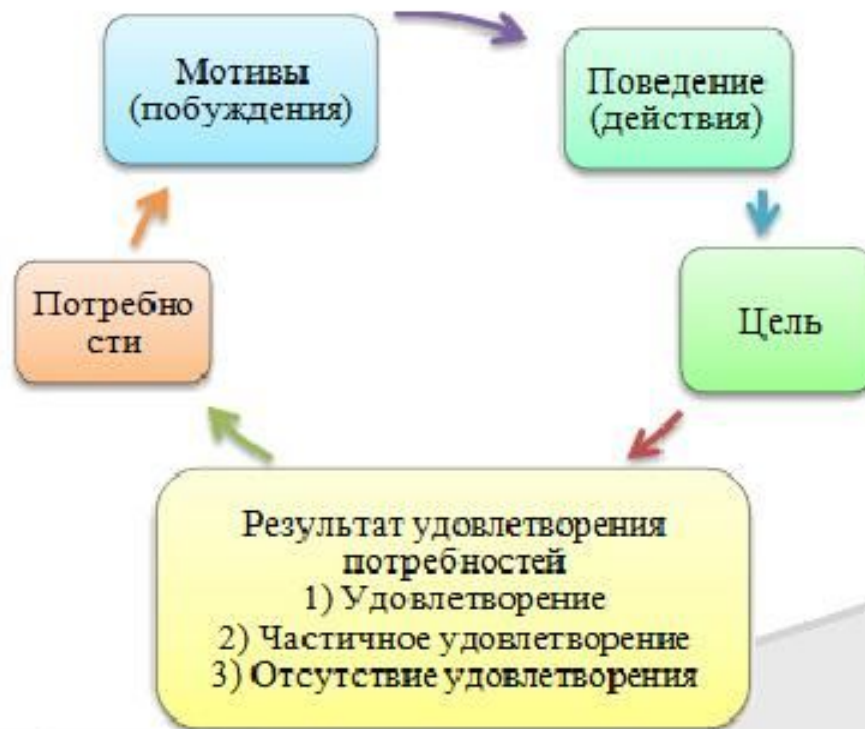 Мотивы
(побуждения)
Поведение
(действия)
Потребно
сти
Цель
Результат удовлетворения
потребностей
1) Удовлетворение
2) Частичное удовлетворение
3) Отсутствие удовлетворения